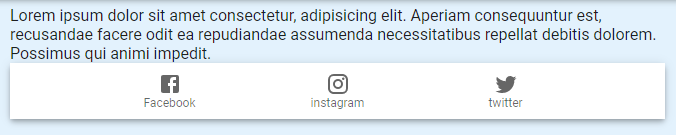 Lorem ipsum dolor sit amet consectetur, adipisicing elit. Aperiam consequuntur est,
recusandae facere odit ea repudiandae assumenda necessitatibus repellat debitis dolorem.
Possimus qui animi impedit.
Facebook
instagram
twitter